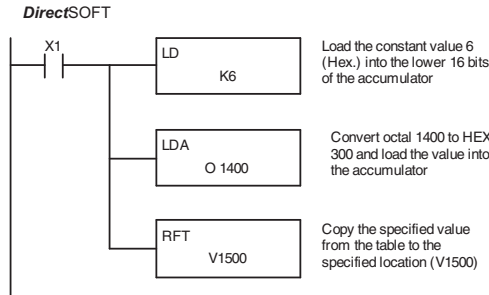 DirectSOFT
X1
LD
K6
Load the constant value 6
(Hex.) into the lower 16 bits
of the accumulator
LDA
O 1400
Convert octal 1400 to HEX
300 and load the value into
the accumulator
RFT
V1500
Copy the specified value
from the table to the
specified location (V1500)